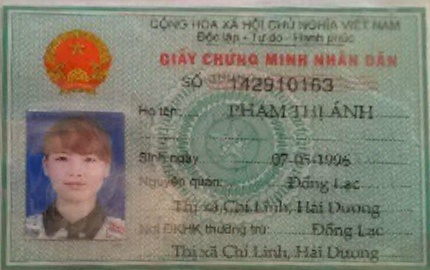 CỘNG HÒA XÃ HỘI CHỦ NGHĨA VIỆT NAM
Độc lập - Tự do - Hạnh phúc
GIẤY CHỨNG MINH NHÂN DÂN
SỐ 142910163
Họ tên: PHẠM THỊ ÁNH
Sinh ngày 07-05-1996
Nguyên quán: Đồng Lạc
Thị xã Chí Linh, Hải Dương
Nơi ĐKHK thường trú: Đồng Lạc
Thị xã Chí Linh, Hải Dương